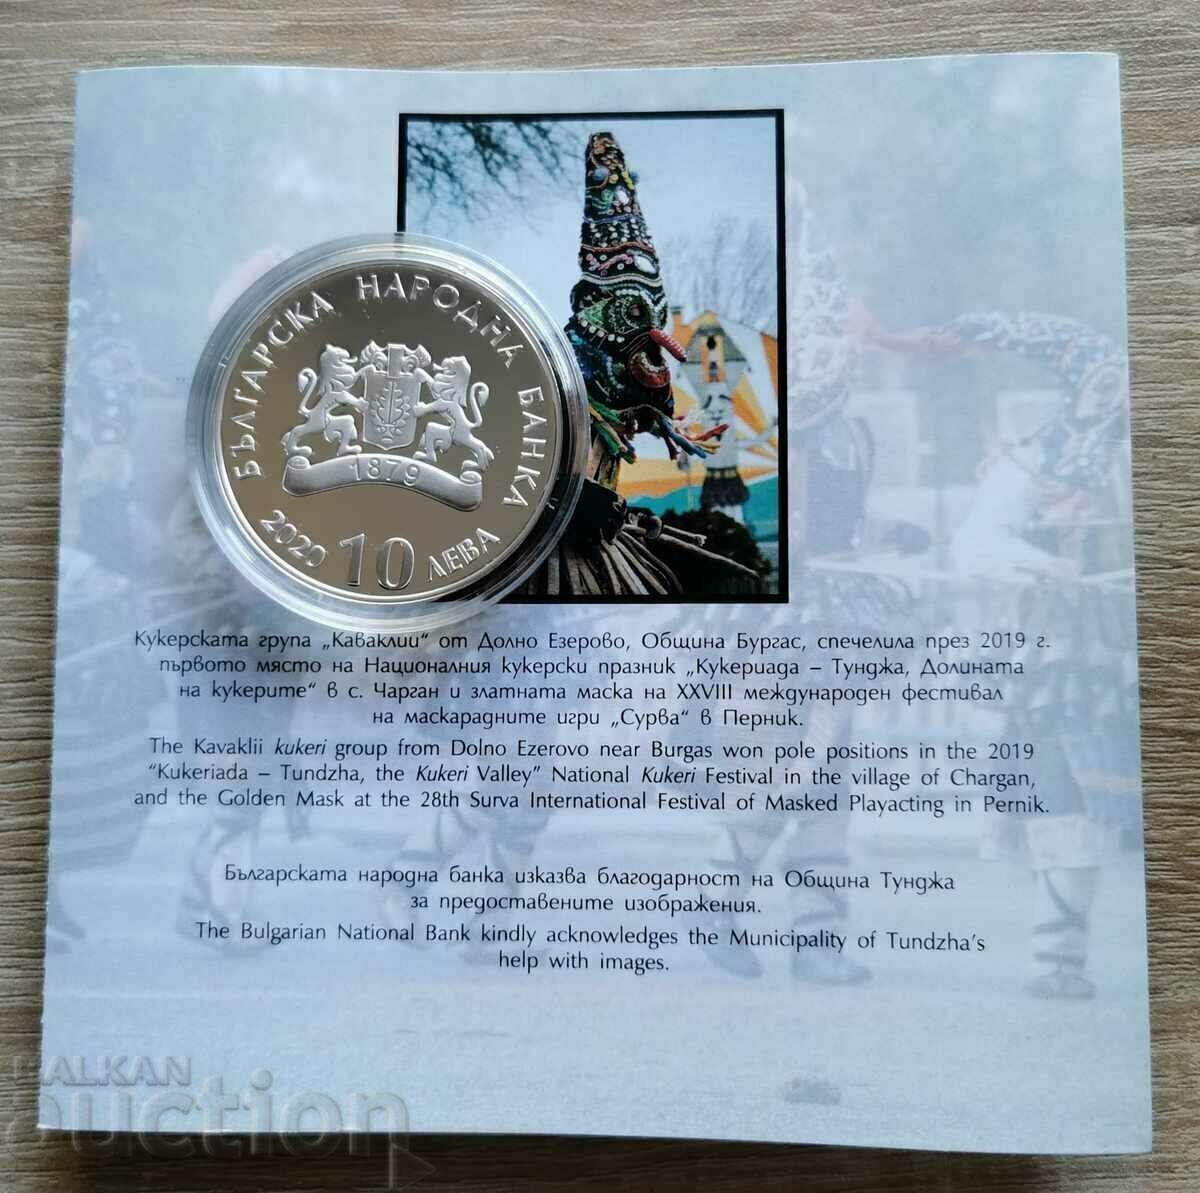 БЪЛГАРСКА НАРОДНА БАНКА
1879
2020 10 ЛЕВА
Кукерската група „Каваклии“ от Долно Езерово, Община Бургас, спечелила през 2019 г.
първото място на Националния кукерски празник „Кукериада – Тунджа, Долината
на кукерите“ в с. Чарган и златната маска на XXVIII международен фестивал
на маскарадните игри „Сурва“ в Перник.
The Kavaklii kukeri group from Dolno Ezerovo near Burgas won pole positions in the 2019
“Kukeriada – Tundzha, the Kukeri Valley” National Kukeri Festival in the village of Chargan,
and the Golden Mask at the 28th Surva International Festival of Masked Playacting in Pernik.
Българската народна банка изказва благодарност на Община Тунджа
за предоставените изображения.
The Bulgarian National Bank kindly acknowledges the Municipality of Tundzha's
help with images.
BALKAN
auction